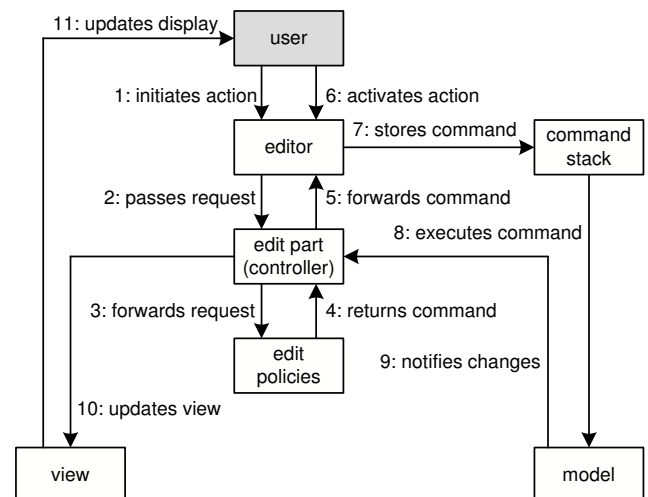 11: updates display
user
1: initiates action
6: activates action
7: stores command
editor
command
stack
2: passes request
5: forwards command
8: executes command
edit part
(controller)
3: forwards request
4: returns command
edit
policies
9: notifies changes
10: updates view
view
model